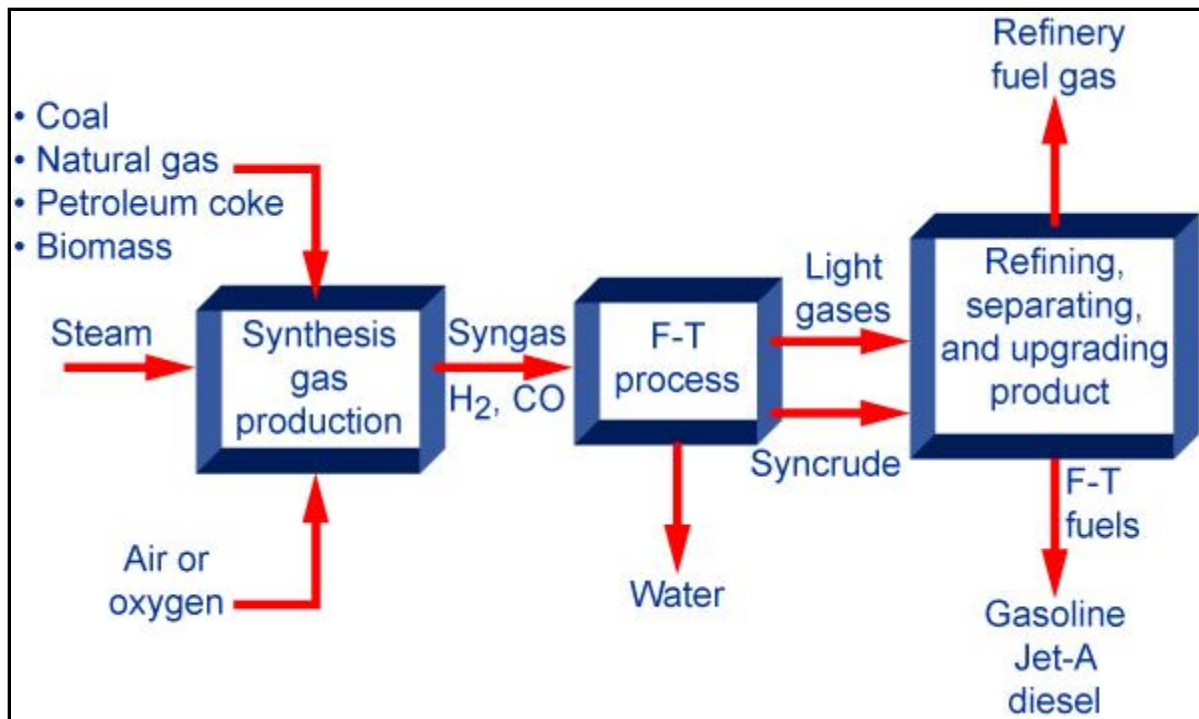 • Coal
• Natural gas
• Petroleum coke
• Biomass
Steam
Air or
oxygen
Synthesis
gas
production
Syngas
H₂, CO
F-T
process
Water
Light
gases
Syncrude
Refinery
fuel gas
Refining,
separating,
and upgrading
product
F-T
fuels
Gasoline
Jet-A
diesel